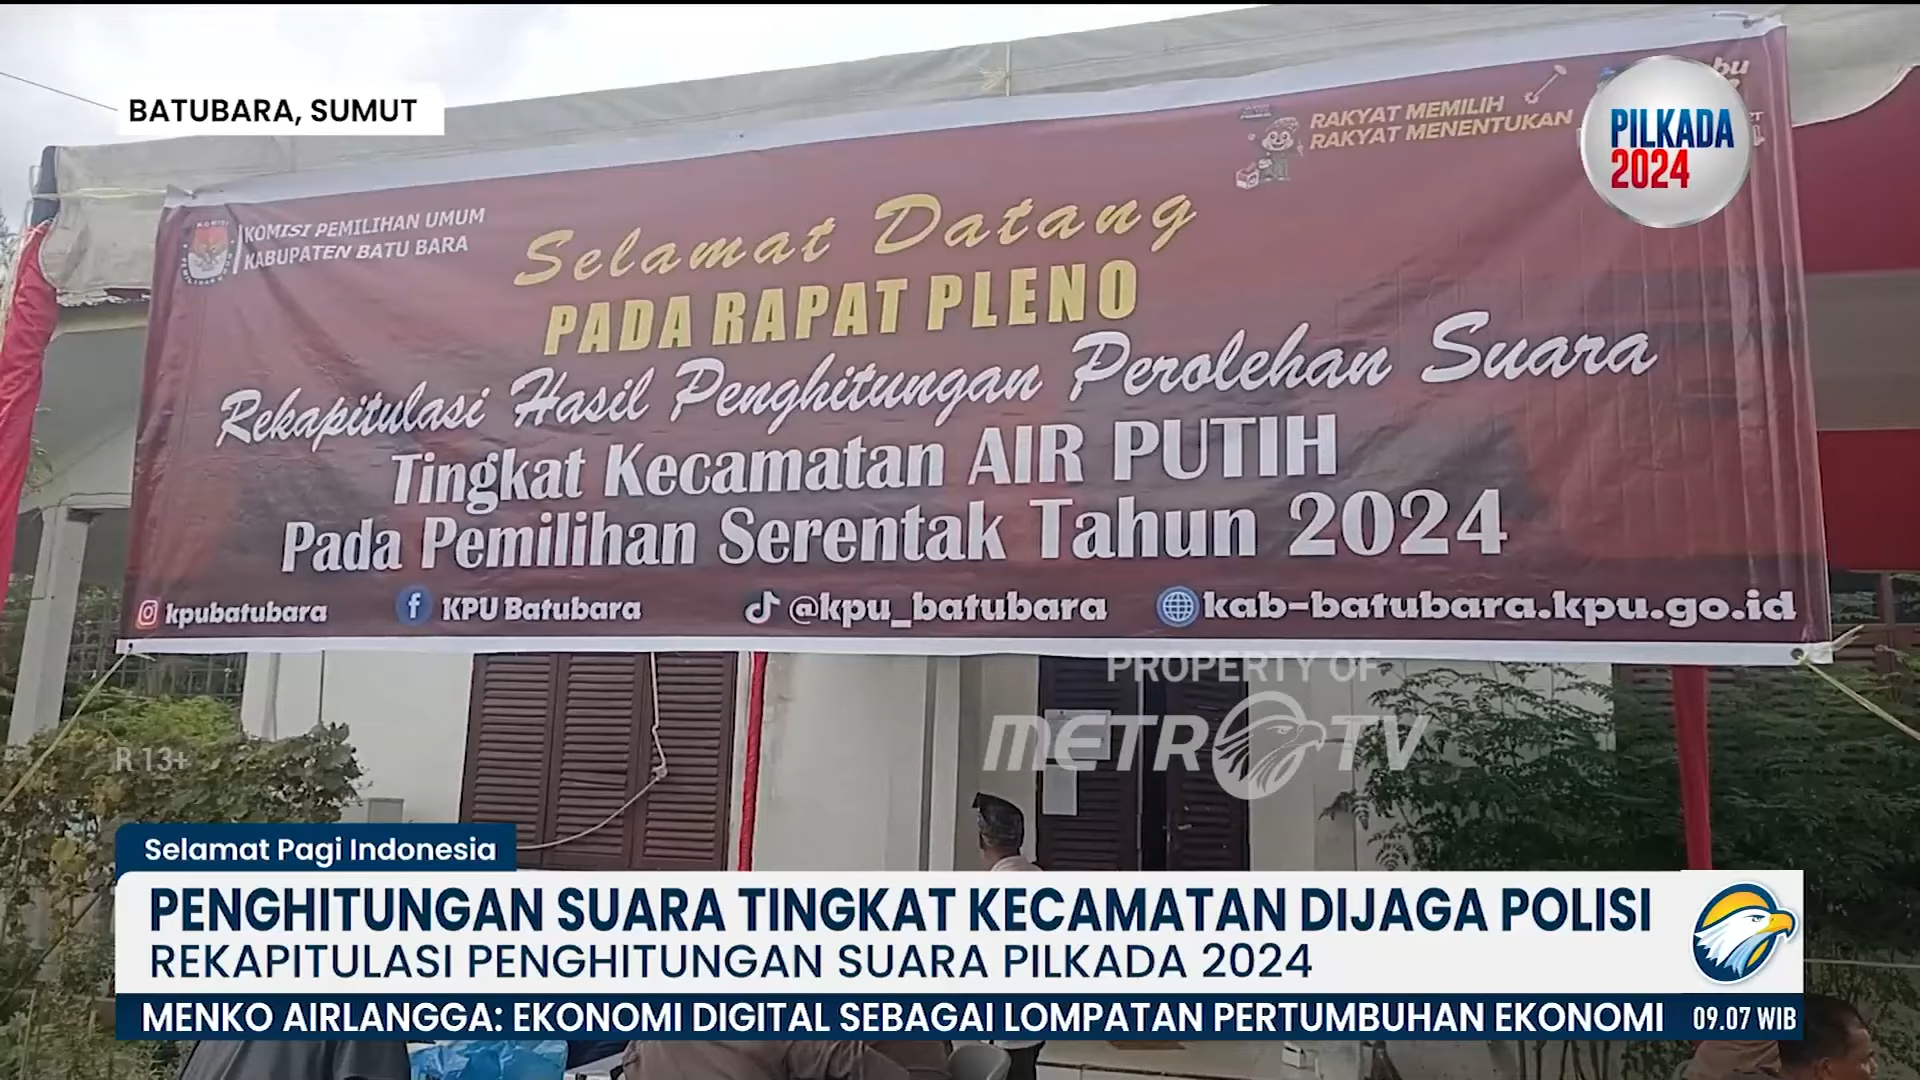 BATUBARA, SUMUT
RAKYAT MEMILIH
RAKYAT MENENTUKAN
PILKADA
2024
KOMISI PEMILIHAN UMUM
KABUPATEN BATU BARA
Selamat Datang
PADA RAPAT PLENO
Rekapitulasi Hasil Penghitungan Perolehan Suara
Tingkat Kecamatan AIR PUTIH
Pada Pemilihan Serentak Tahun 2024
kpubatubara
KPU Batubara
@kpu_batubara
kab-batubara.kpu.go.id
PROPERTY OF
METRO TV
R 13+
Selamat Pagi Indonesia
PENGHITUNGAN SUARA TINGKAT KECAMATAN DIJAGA POLISI
REKAPITULASI PENGHITUNGAN SUARA PILKADA 2024
MENKO AIRLANGGA: EKONOMI DIGITAL SEBAGAI LOMPATAN PERTUMBUHAN EKONOMI
09.07 WIB